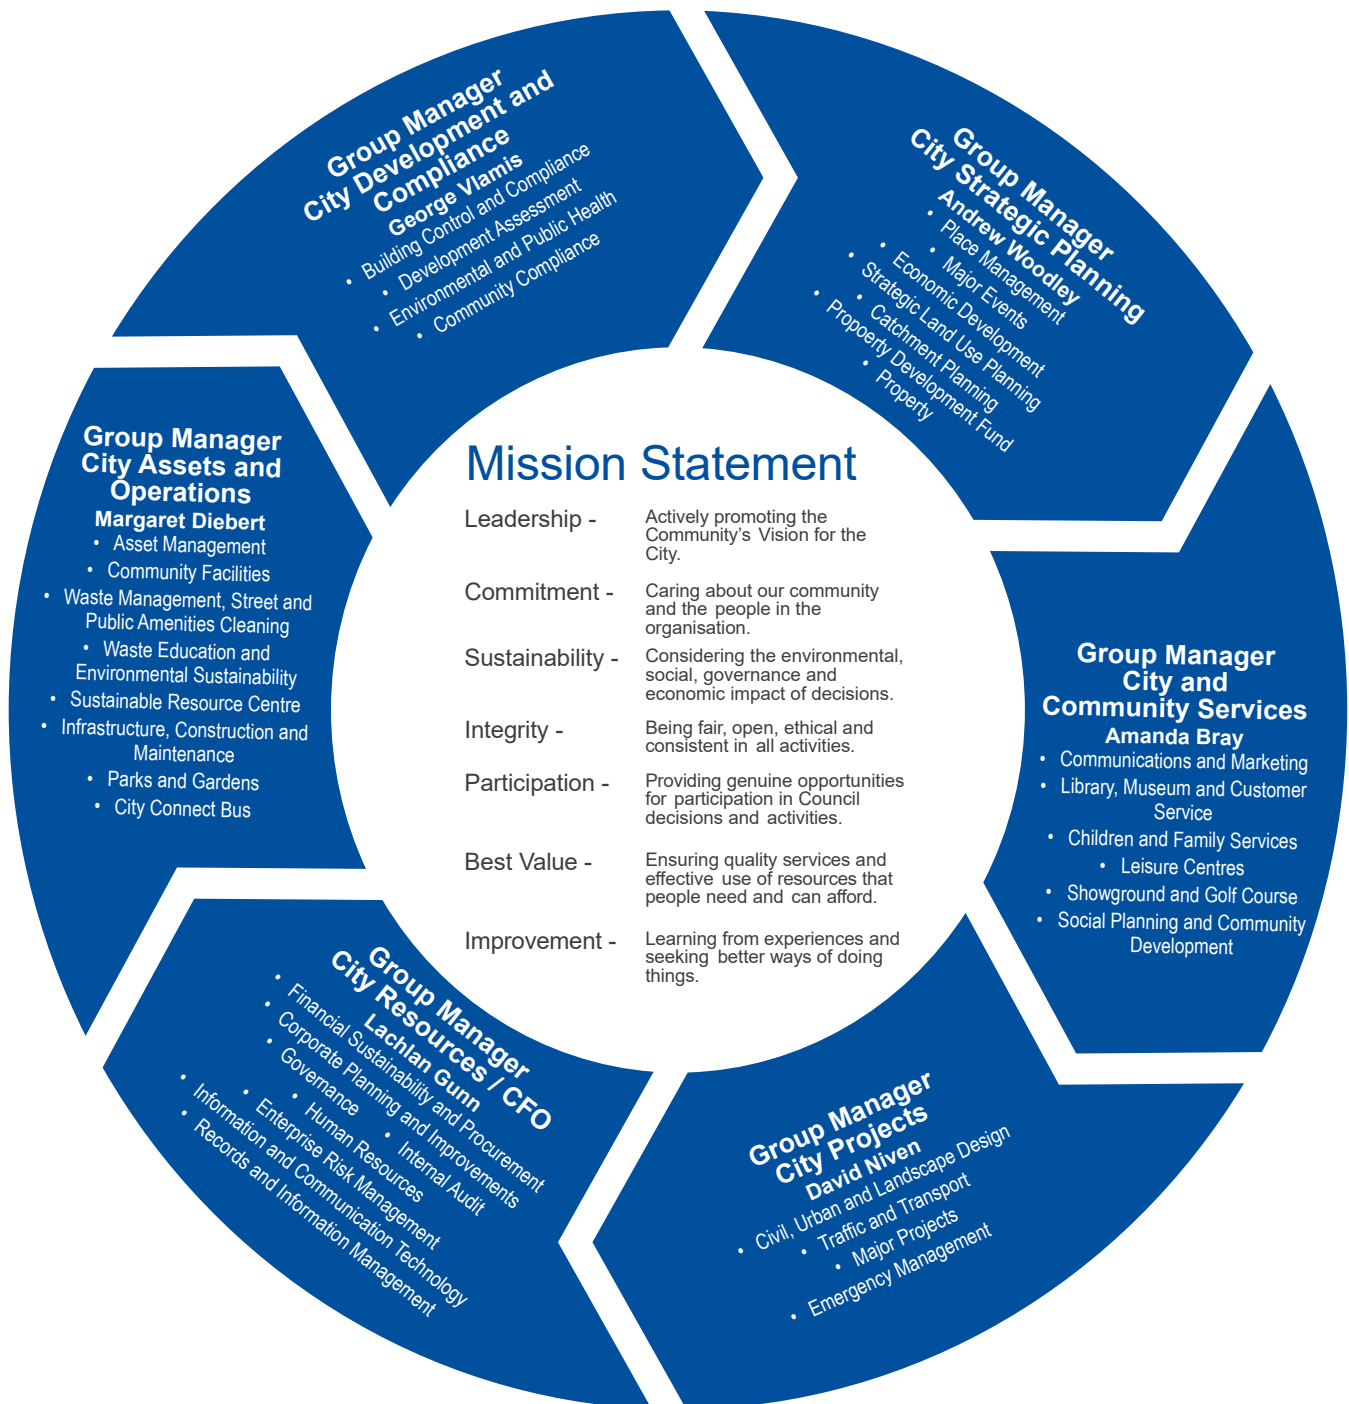 Group Manager
City Development and
Compliance
George Vlamis
• Building Control and Compliance
• Development Assessment
• Environmental and Public Health
• Community Compliance
Group Manager
City Strategic Planning
Andrew Woodley
• Place Management
• Major Events
• Economic Development
• Strategic Land Use Planning
• Catchment Planning
• Propoerty Development Fund
• Property
Group Manager
City Assets and
Operations
Margaret Diebert
• Asset Management
• Community Facilities
• Waste Management, Street and
Public Amenities Cleaning
• Waste Education and
Environmental Sustainability
• Sustainable Resource Centre
• Infrastructure, Construction and
Maintenance
• Parks and Gardens
• City Connect Bus
Mission Statement
Leadership - Actively promoting the
Community's Vision for the
City.
Commitment - Caring about our community
and the people in the
organisation.
Sustainability - Considering the environmental,
social, governance and
economic impact of decisions.
Integrity - Being fair, open, ethical and
consistent in all activities.
Participation - Providing genuine opportunities
for participation in Council
decisions and activities.
Best Value - Ensuring quality services and
effective use of resources that
people need and can afford.
Improvement - Learning from experiences and
seeking better ways of doing
things.
Group Manager
City and
Community Services
Amanda Bray
• Communications and Marketing
• Library, Museum and Customer
Service
• Children and Family Services
• Leisure Centres
• Showground and Golf Course
• Social Planning and Community
Development
Group Manager
City Resources / CFO
Lachlan Gunn
• Financial Sustainability and Procurement
• Corporate Planning and Improvements
• Governance • Internal Audit
• Human Resources
• Enterprise Risk Management
• Information and Communication Technology
• Records and Information Management
Group Manager
City Projects
David Niven
• Civil, Urban and Landscape Design
• Traffic and Transport
• Major Projects
• Emergency Management